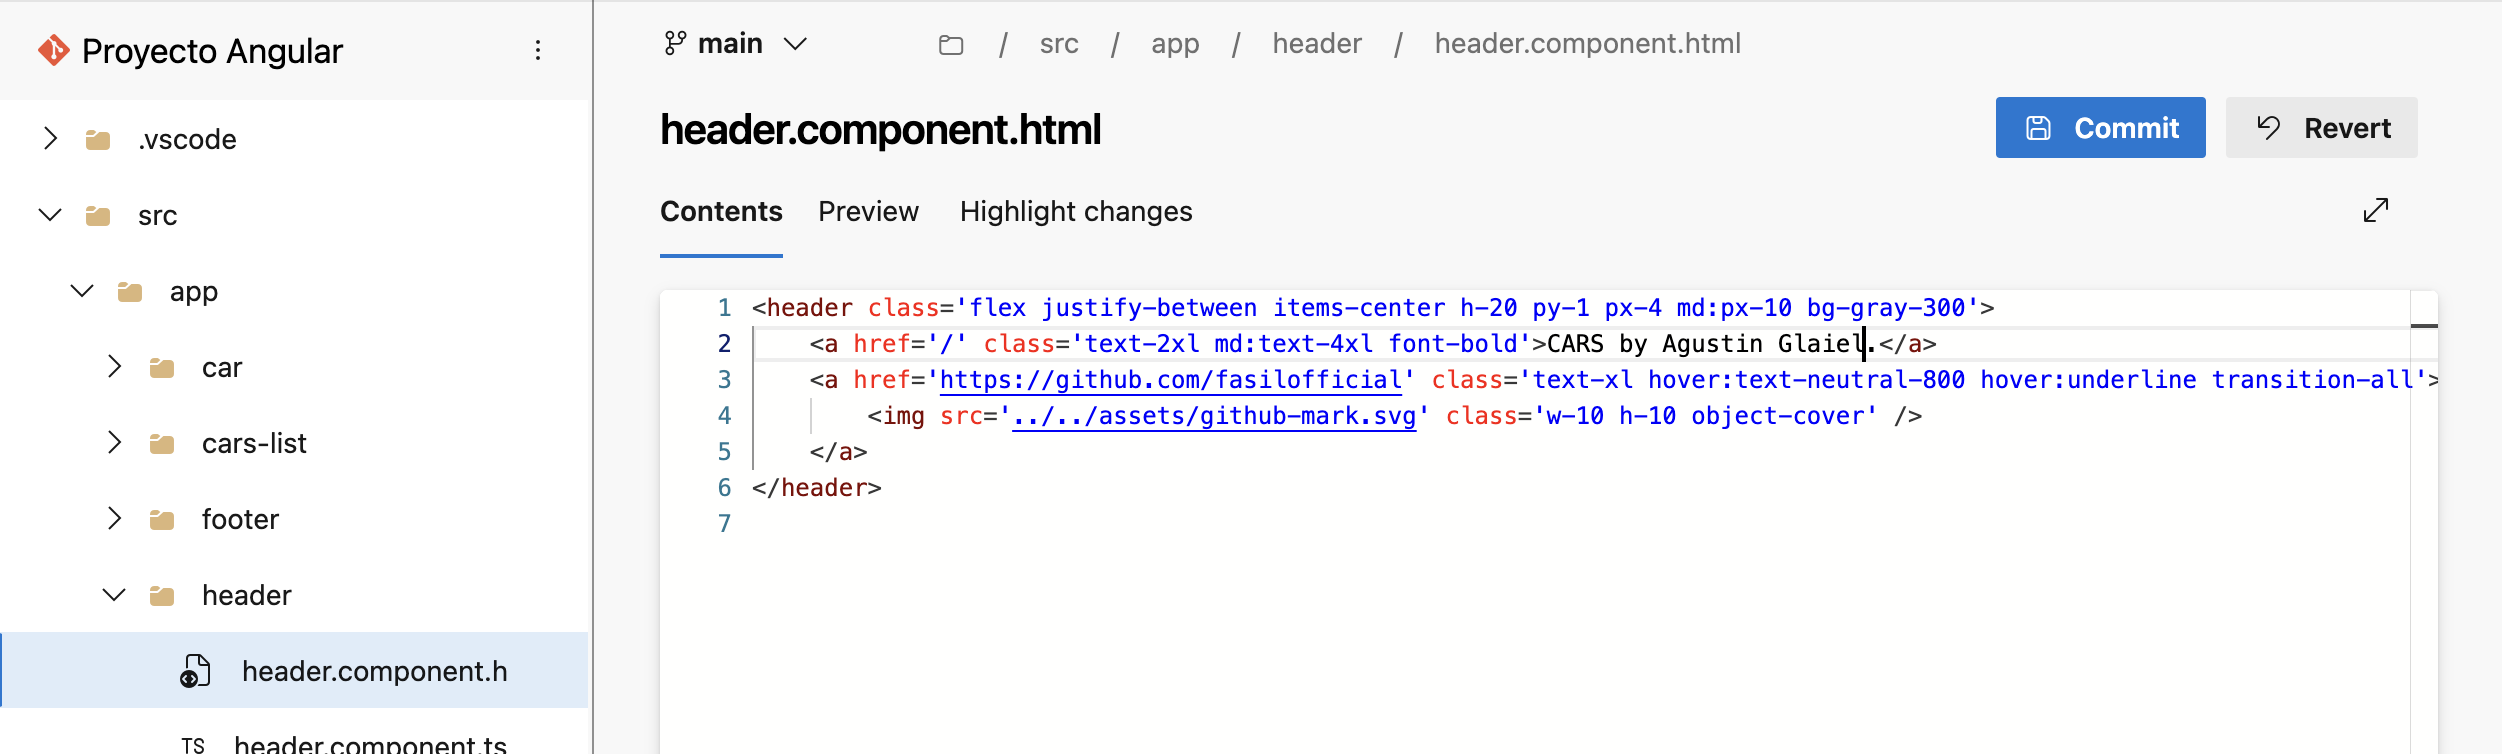 Proyecto Angular
.vscode
src
app
car
cars-list
footer
header
header.component.h
TS header.component.ts
main
/ src / app / header / header.component.html
header.component.html
Commit
Revert
Contents
Preview
Highlight changes
1 <header class='flex justify-between items-center h-20 py-1 px-4 md:px-10 bg-gray-300'>
2 <a href='/' class='text-2xl md:text-4xl font-bold'>CARS by Agustin Glaiel.</a>
3 <a href='https://github.com/fasilofficial' class='text-xl hover:text-neutral-800 hover:underline transition-all'>
4 <img src='../../assets/github-mark.svg' class='w-10 h-10 object-cover' />
5 </a>
6 </header>
7